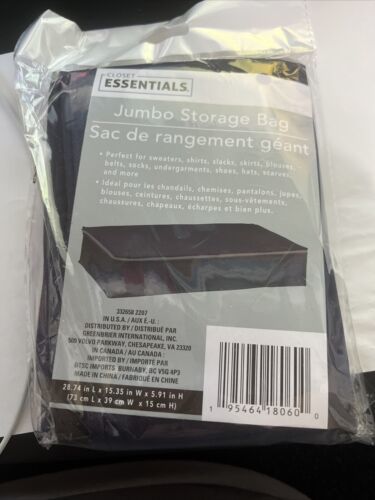 CLOSET
ESSENTIALS.
Jumbo Storage Bag
Sac de rangement géant
• Perfect for sweaters, shirts, slacks, skirts, blouses,
belts, socks, undergarments, shoes, hats, scarves,
and more
• Idéal pour les chandails, chemises, pantalons, jupes,
blouses, ceintures, chaussettes, sous-vêtements,
chaussures, chapeaux, écharpes et bien plus.
332658 2207
IN U.S.A. / AUX É.-U. :
DISTRIBUTED BY / DISTRIBUÉ PAR
GREENBRIER INTERNATIONAL, INC.
500 VOLVO PARKWAY, CHESAPEAKE, VA 23320
IN CANADA / AU CANADA :
IMPORTED BY / IMPORTÉ PAR
DTSC IMPORTS BURNABY, BC V5G 4P3
MADE IN CHINA / FABRIQUÉ EN CHINE
28.74 in L x 15.35 in W x 5.91 in H
(73 cm L x 39 cm W x 15 cm H)
1 95464 18060 0